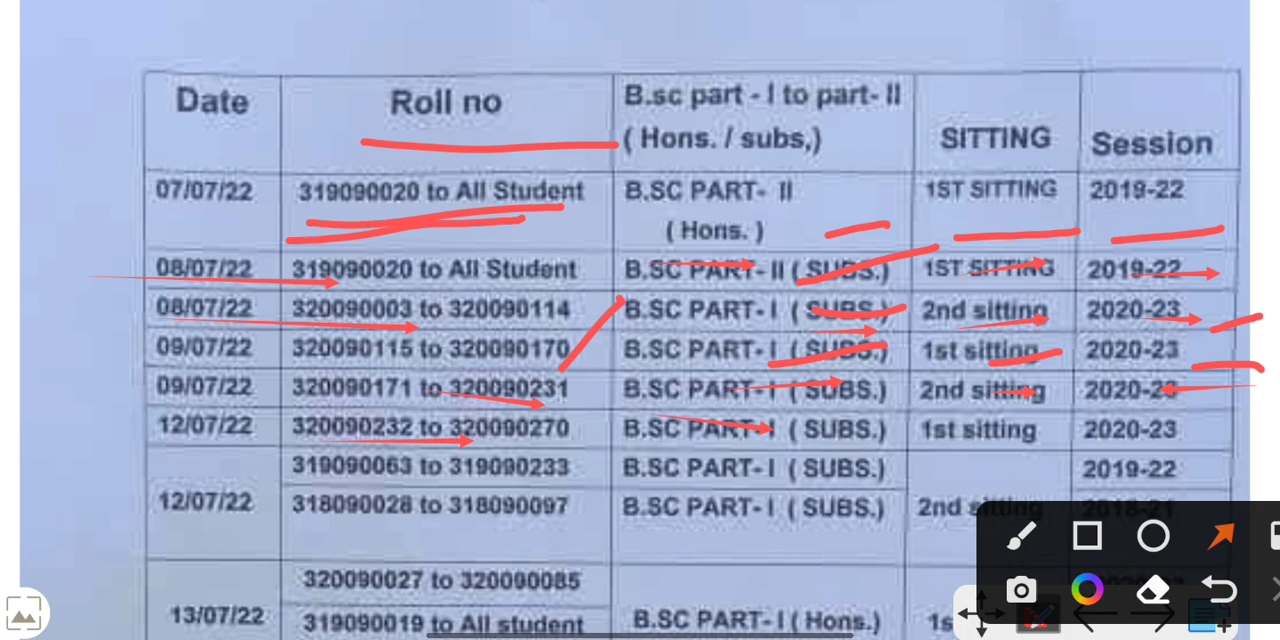 Date Roll no B.sc part - I to part- II
( Hons. / subs,) SITTING Session
07/07/22 319090020 to All Student B.SC PART- II 1ST SITTING 2019-22
( Hons. )
08/07/22 319090020 to All Student B.SC PART- II ( SUBS.) 1ST SITTING 2019-22
08/07/22 320090003 to 320090114 B.SC PART- I ( SUBS.) 2nd sitting 2020-23
09/07/22 320090115 to 320090170 B.SC PART- I ( SUBS.) 1st sitting 2020-23
09/07/22 320090171 to 320090231 B.SC PART- I ( SUBS.) 2nd sitting 2020-23
12/07/22 320090232 to 320090270 B.SC PART- I ( SUBS.) 1st sitting 2020-23
319090063 to 319090233 B.SC PART- I ( SUBS.) 2019-22
12/07/22 318090028 to 318090097 B.SC PART- I ( SUBS.) 2nd sitting 2018-21
320090027 to 320090085
13/07/22 319090019 to All student B.SC PART- I ( Hons.)